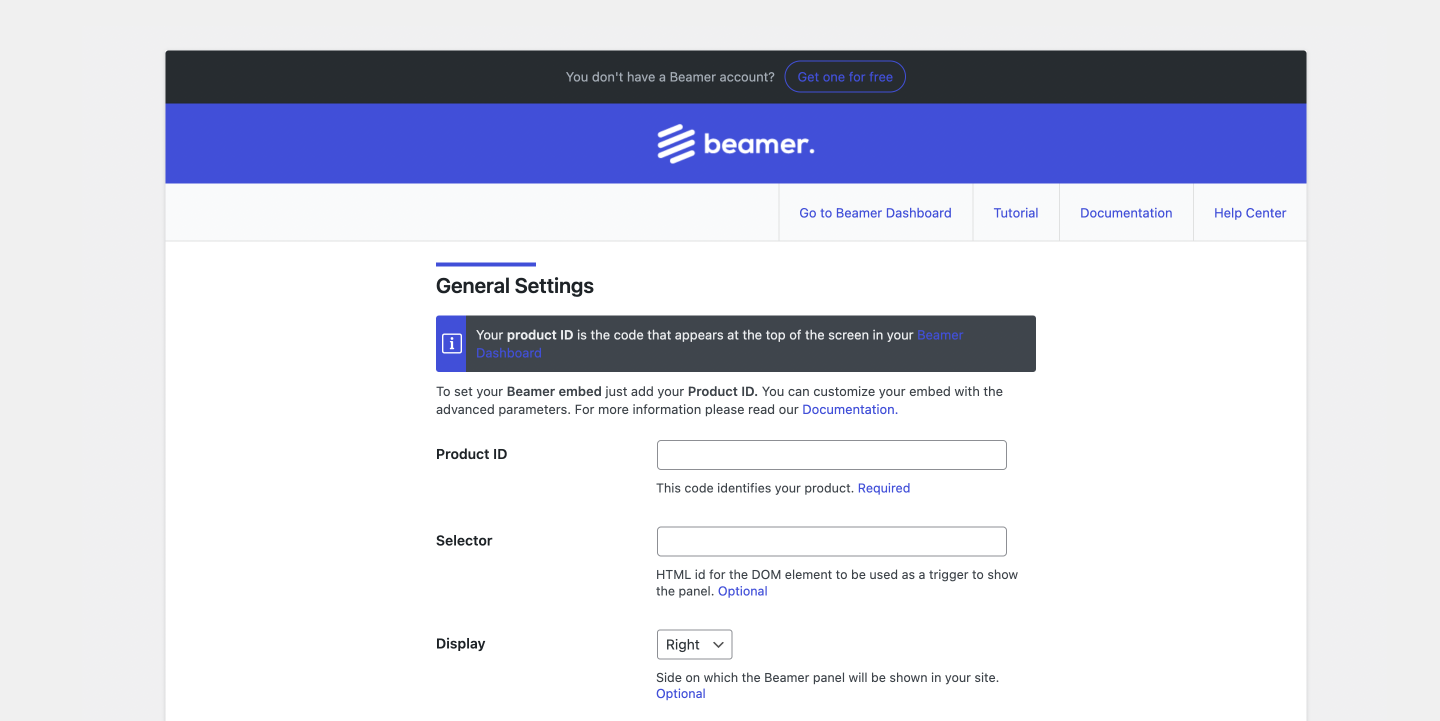 You don't have a Beamer account? Get one for free
beamer.
Go to Beamer Dashboard Tutorial Documentation Help Center
General Settings
Your product ID is the code that appears at the top of the screen in your Beamer
Dashboard
To set your Beamer embed just add your Product ID. You can customize your embed with the
advanced parameters. For more information please read our Documentation.
Product ID
This code identifies your product. Required
Selector
HTML id for the DOM element to be used as a trigger to show
the panel. Optional
Display Right
Side on which the Beamer panel will be shown in your site.
Optional